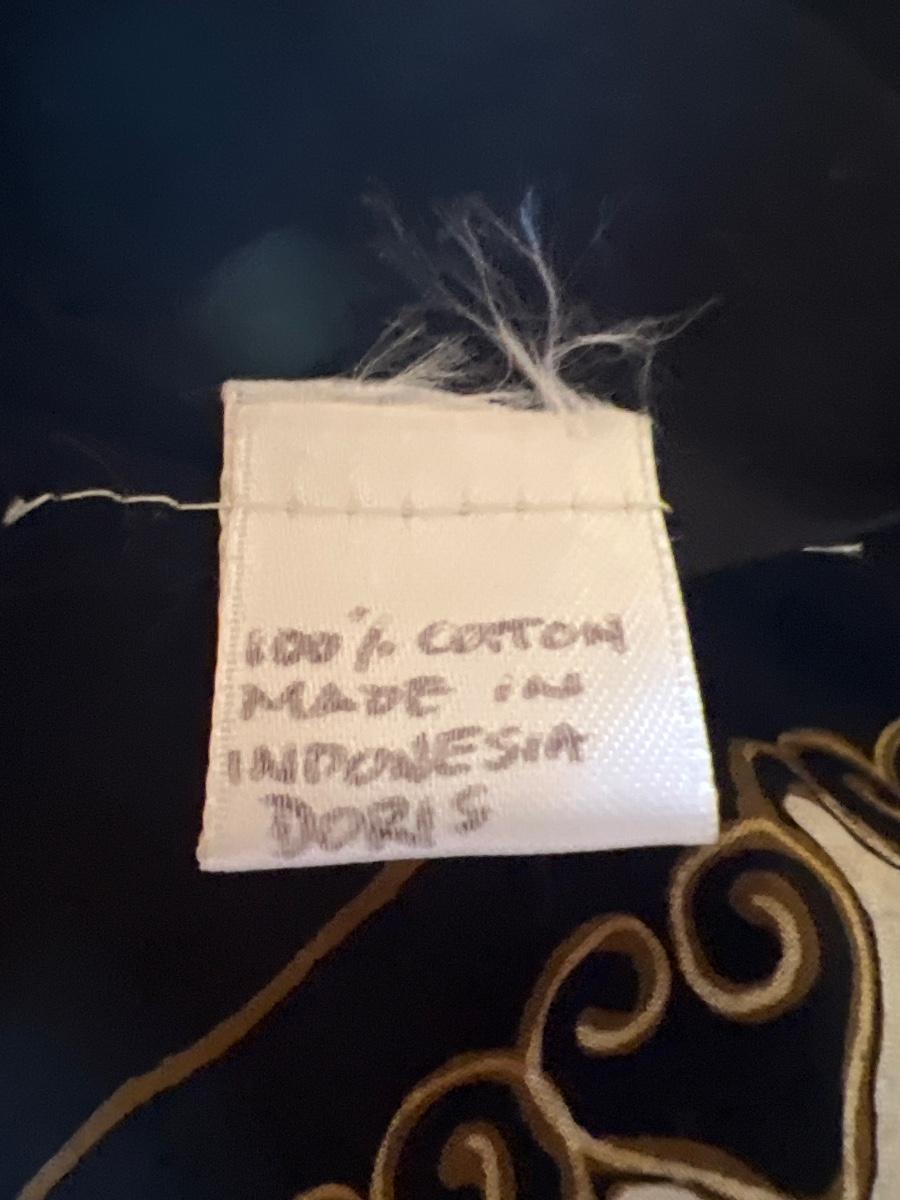 100% COTTON
MADE IN
INDONESIA
DORIS